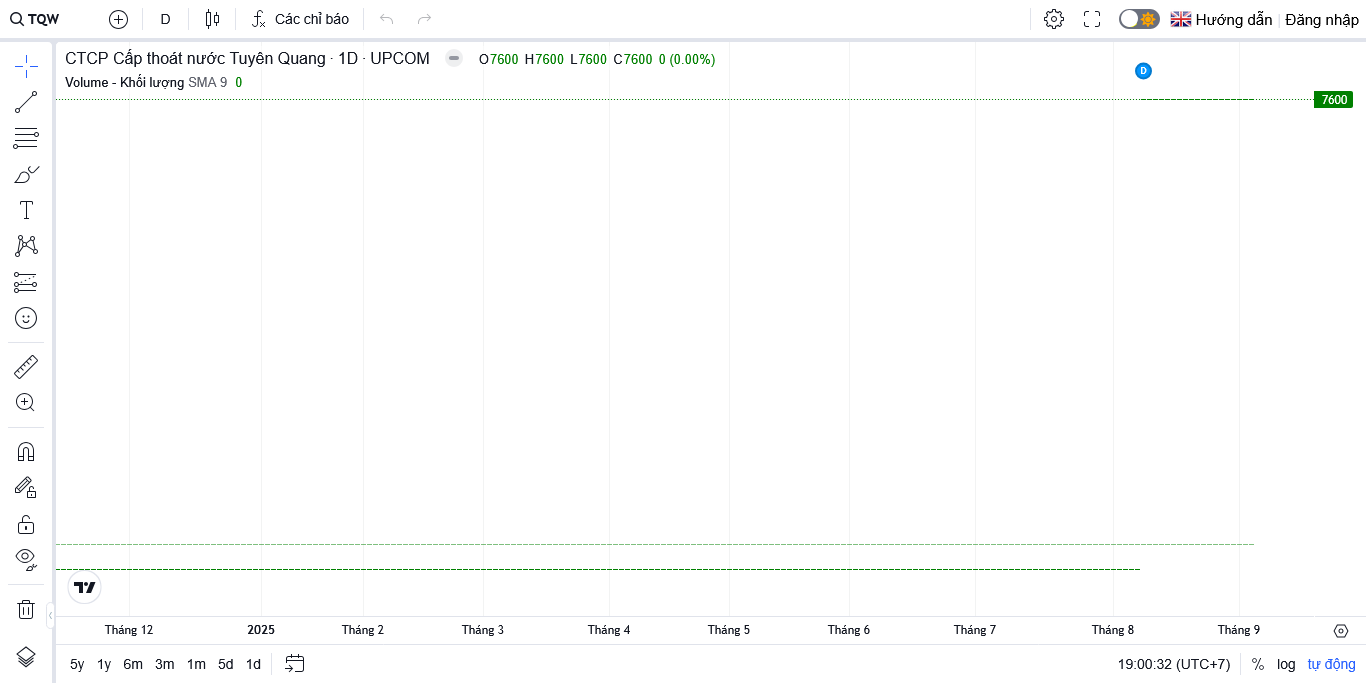 TQW D Các chỉ báo Hướng dẫn Đăng nhập
CTCP Cấp thoát nước Tuyên Quang · 1D · UPCOM O7600 H7600 L7600 C7600 0 (0.00%)
D
Volume - Khối lượng SMA 9 0
7600
Tháng 12 2025 Tháng 2 Tháng 3 Tháng 4 Tháng 5 Tháng 6 Tháng 7 Tháng 8 Tháng 9
5y 1y 6m 3m 1m 5d 1d 19:00:32 (UTC+7) % log tự động